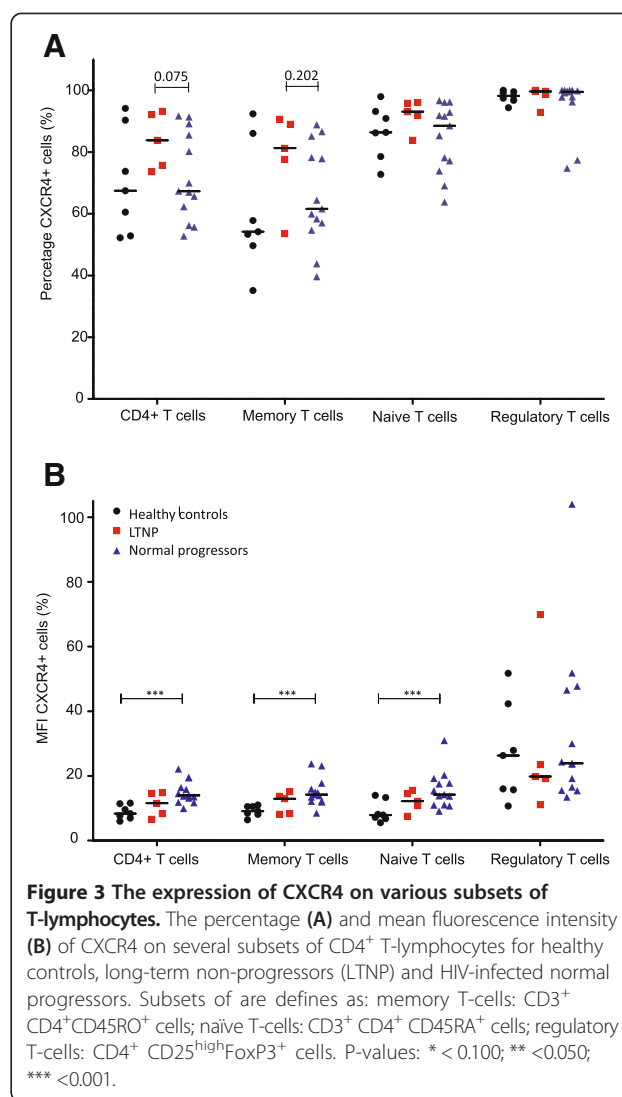 A
0.075
0.202
100
80
60
40
20
0
Percetage CXCR4+ cells (%)
CD4+ T cells
Memory T cells
Naive T cells
Regulatory T cells
B
Healthy controls
LTNP
Normal progressors
100
80
60
40
20
0
MFI CXCR4+ cells (%)
***
***
***
CD4+ T cells
Memory T cells
Naive T cells
Regulatory T cells
Figure 3 The expression of CXCR4 on various subsets of
T-lymphocytes. The percentage (A) and mean fluorescence intensity
(B) of CXCR4 on several subsets of CD4⁺ T-lymphocytes for healthy
controls, long-term non-progressors (LTNP) and HIV-infected normal
progressors. Subsets of are defines as: memory T-cells: CD3⁺
CD4⁺CD45RO⁺ cells; naïve T-cells: CD3⁺ CD4⁺ CD45RA⁺ cells; regulatory
T-cells: CD4⁺ CD25ʰⁱᵍʰFoxP3⁺ cells. P-values: * < 0.100; ** <0.050;
*** <0.001.